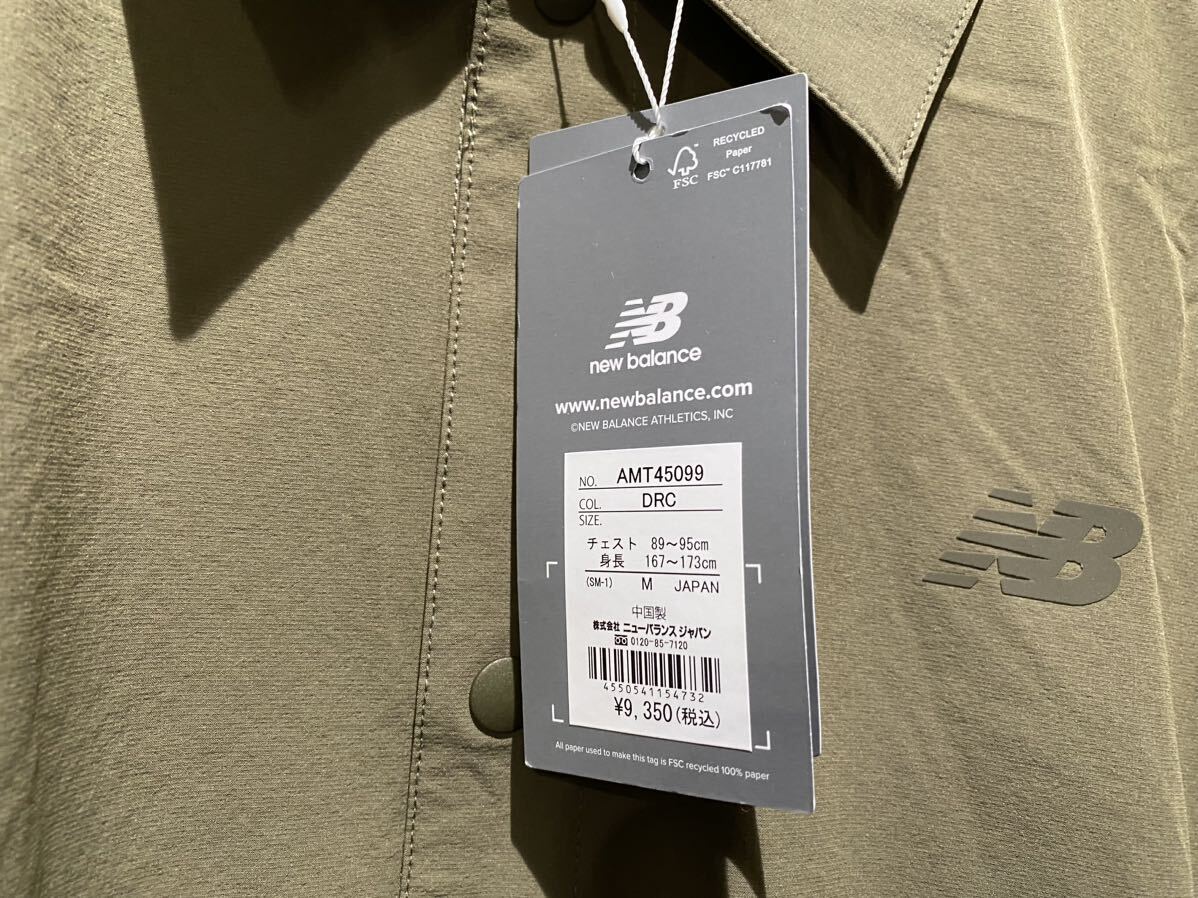 RECYCLED
Paper
FSC™ C117781
FSC
NB
new balance
www.newbalance.com
©NEW BALANCE ATHLETICS, INC
NO. AMT45099
COL. DRC
SIZE.
チェスト 89～95cm
身長 167～173cm
(SM-1) M JAPAN
中国製
株式会社 ニューバランス ジャパン
0120-85-7120
4550541154732
¥9,350(税込)
All paper used to make this tag is FSC recycled 100% paper
NB